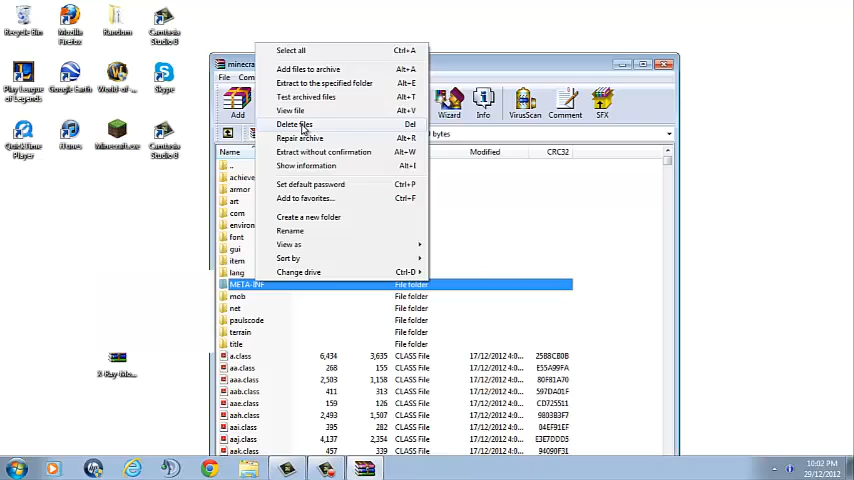 Recycle Bin
Mozilla Firefox
Random
Camtasia Studio 8
Play League of Legends
Google Earth
World-of-...
Skype
QuickTime Player
iTunes
Minecraft.exe
Camtasia Studio 8
X-Ray-Mo...
minecra
File Com
Add
Wizard
Info
VirusScan
Comment
SFX
bytes
Name
Modified
CRC32
Select all Ctrl+A
Add files to archive Alt+A
Extract to the specified folder Alt+E
Test archived files Alt+T
View file Alt+V
Delete files Del
Repair archive Alt+R
Extract without confirmation Alt+W
Show information Alt+I
Set default password Ctrl+P
Add to favorites... Ctrl+F
Create a new folder
Rename
View as
Sort by
Change drive Ctrl-D
..
achieve
armor
art
com
environ
font
gui
item
lang
META-INF File folder
mob File folder
net File folder
paulscode File folder
terrain File folder
title File folder
a.class 6,434 3,635 CLASS File 17/12/2012 4:0... 25B8CB0B
aa.class 268 155 CLASS File 17/12/2012 4:0... E55A99F2
aaa.class 2,503 1,158 CLASS File 17/12/2012 4:0... 80F81A70
aab.class 411 313 CLASS File 17/12/2012 4:0... DB57DA01
aae.class 159 126 CLASS File 17/12/2012 4:0... CE725511
aah.class 2,493 1,507 CLASS File 17/12/2012 4:0... 9803B3F7
aai.class 395 282 CLASS File 17/12/2012 4:0... 04EF91EF
aaj.class 4,137 2,354 CLASS File 17/12/2012 4:0... E3E7DDD5
aak.class 457 339 CLASS File 17/12/2012 4:0... 94090F31
10:02 PM
29/12/2012